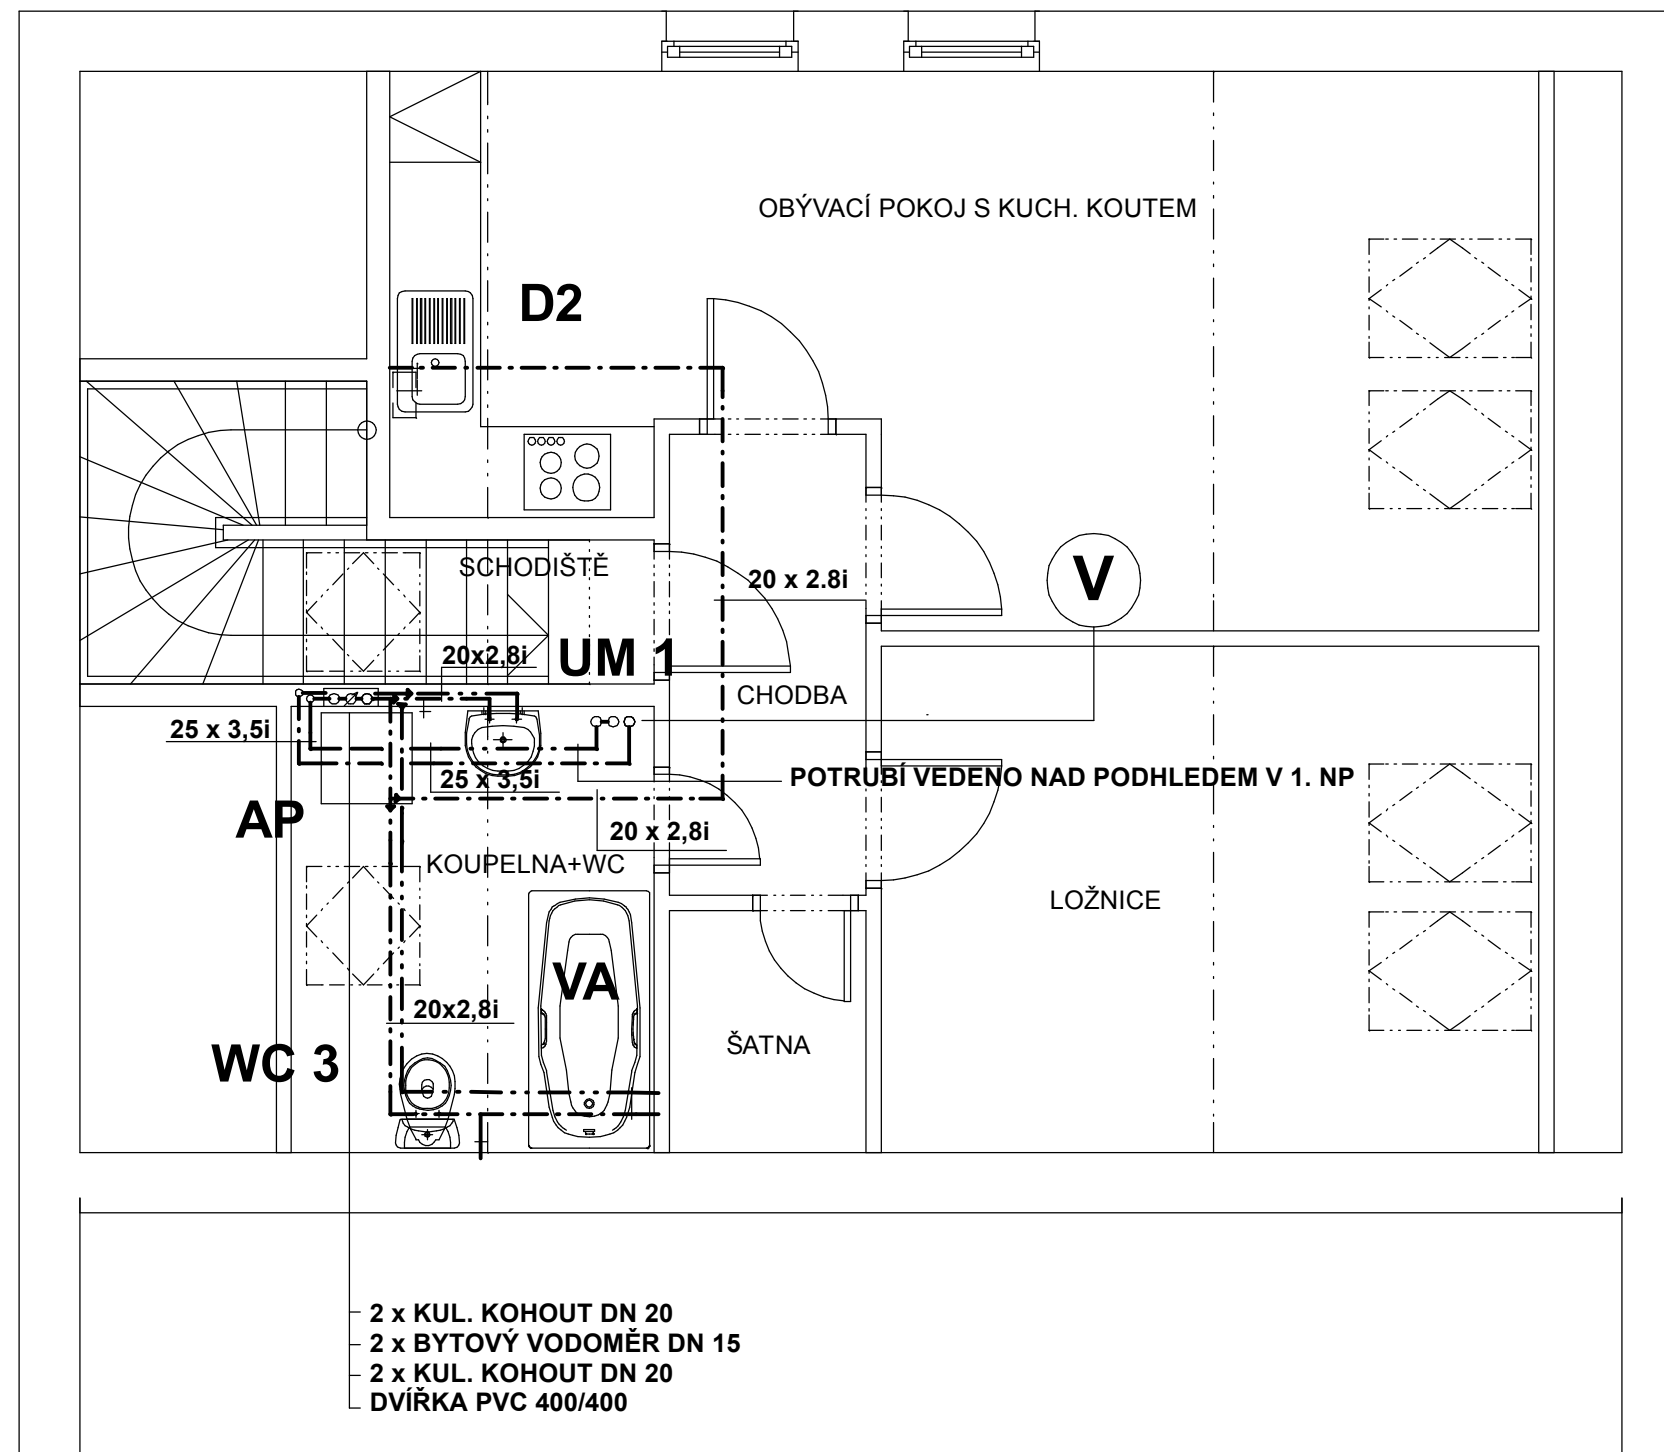 OBÝVACÍ POKOJ S KUCH. KOUTEM
D2
SCHODIŠTĚ
20 x 2.8i
V
20x2,8i
UM 1
CHODBA
25 x 3,5i
25 x 3,5i
POTRUBÍ VEDENO NAD PODHLEDEM V 1. NP
AP
20 x 2,8i
KOUPELNA+WC
LOŽNICE
VA
20x2,8i
ŠATNA
WC 3
2 x KUL. KOHOUT DN 20
2 x BYTOVÝ VODOMĚR DN 15
2 x KUL. KOHOUT DN 20
DVÍŘKA PVC 400/400